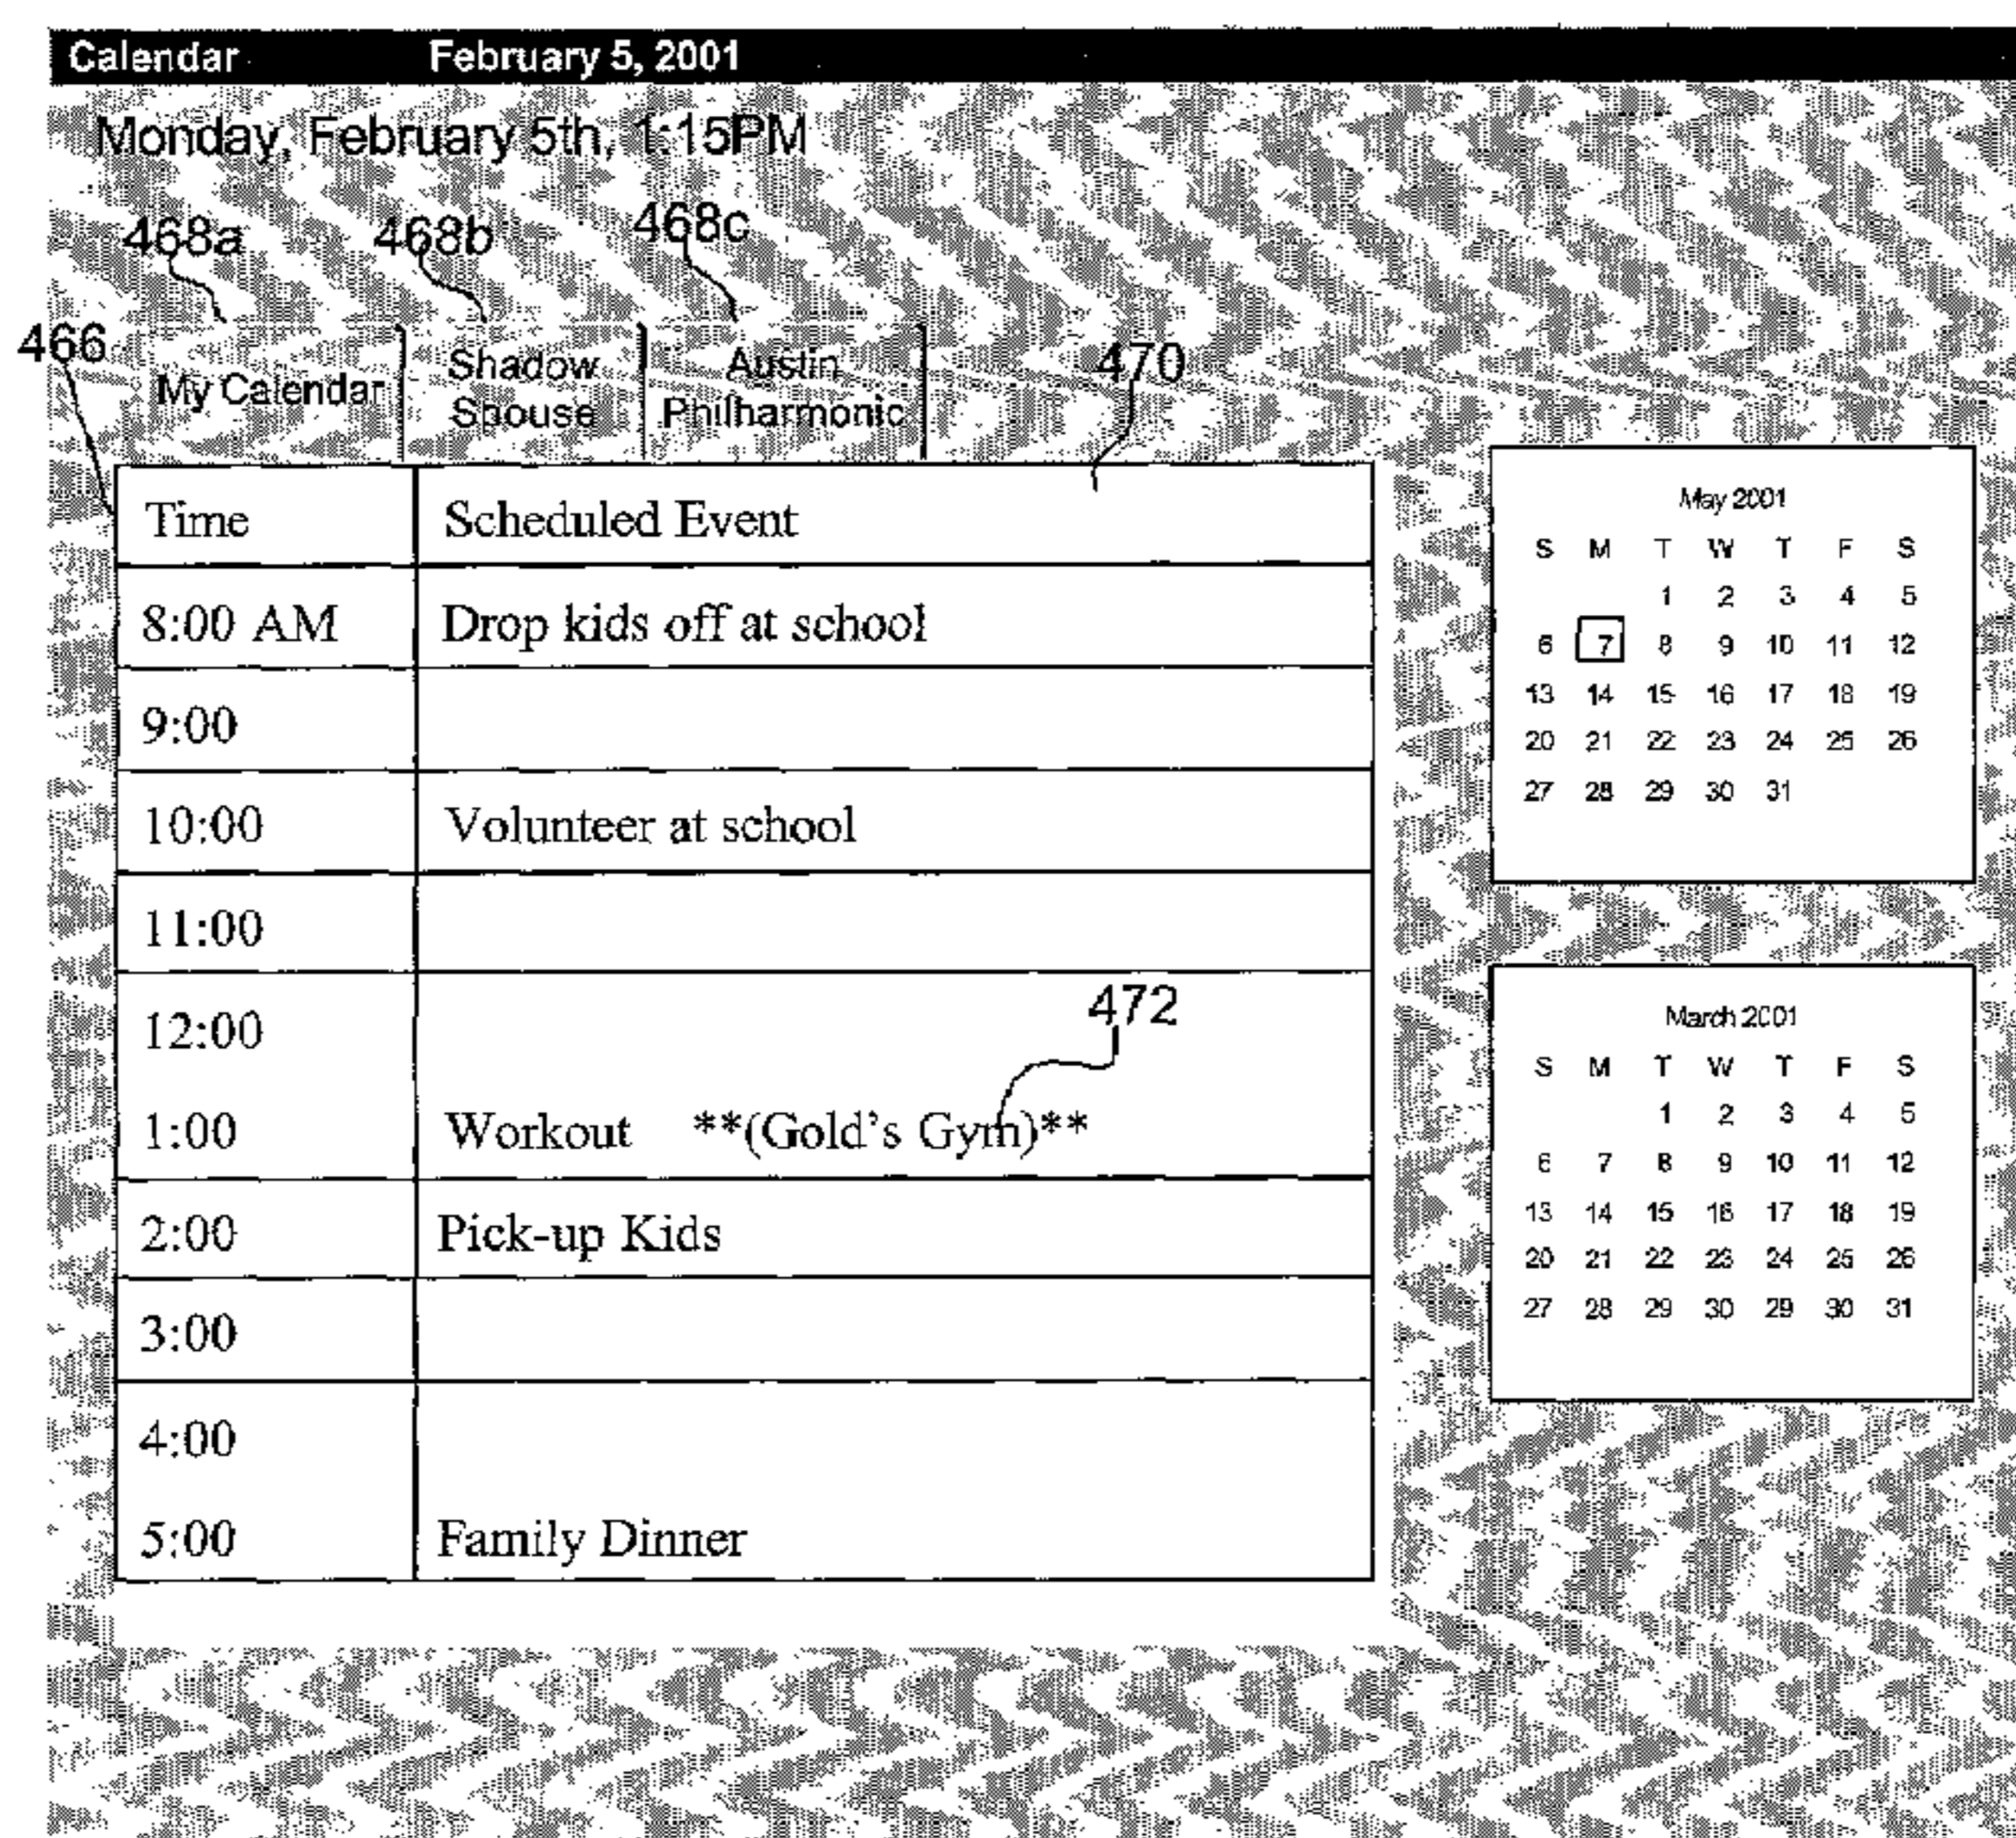 Calendar February 5, 2001
Monday, February 5th, 1:15PM
468a 468b 468c
466
My Calendar
Shadow
Spouse
Austin
Philharmonic
470
Time Scheduled Event
8:00 AM Drop kids off at school
9:00
10:00 Volunteer at school
11:00
12:00
472
1:00 Workout **(Gold's Gym)**
2:00 Pick-up Kids
3:00
4:00
5:00 Family Dinner
May 2001
S M T W T F S
1 2 3 4 5
6 7 8 9 10 11 12
13 14 15 16 17 18 19
20 21 22 23 24 25 26
27 28 29 30 31
March 2001
S M T W T F S
1 2 3 4 5
6 7 8 9 10 11 12
13 14 15 16 17 18 19
20 21 22 23 24 25 26
27 28 29 30 29 30 31